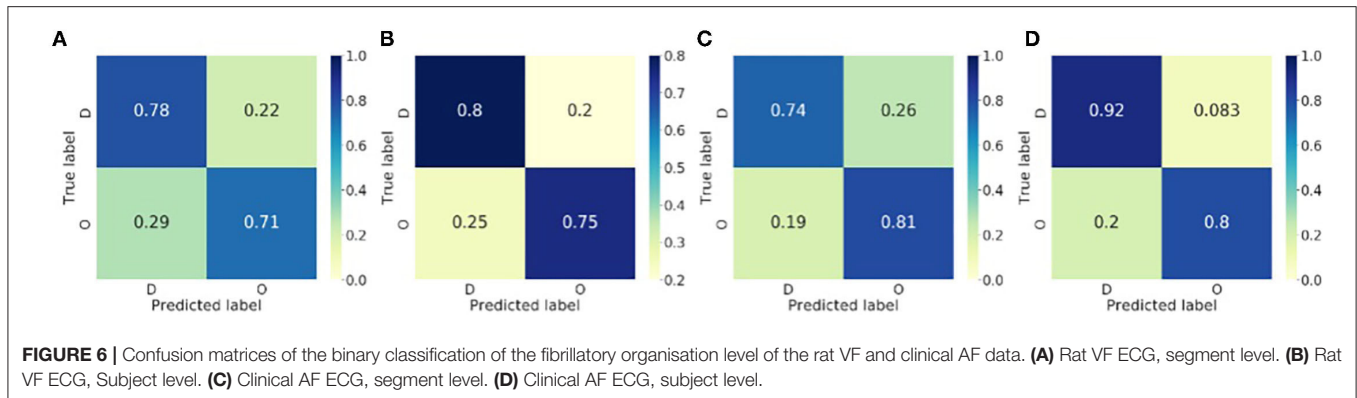 A B C D
1.0 0.8 1.0 1.0
D 0.78 0.22 0.8 D 0.8 0.2 0.7 D 0.74 0.26 0.8 D 0.92 0.083 0.8
0.6 0.6 0.6 0.6
True label True label 0.5 True label True label
0.4 0.4 0.4 0.4
O 0.29 0.71 0.2 O 0.25 0.75 0.3 O 0.19 0.81 0.2 O 0.2 0.8 0.2
0.0 0.2 0.0 0.0
D O D O D O D O
Predicted label Predicted label Predicted label Predicted label
FIGURE 6 | Confusion matrices of the binary classification of the fibrillatory organisation level of the rat VF and clinical AF data. (A) Rat VF ECG, segment level. (B) Rat
VF ECG, Subject level. (C) Clinical AF ECG, segment level. (D) Clinical AF ECG, subject level.